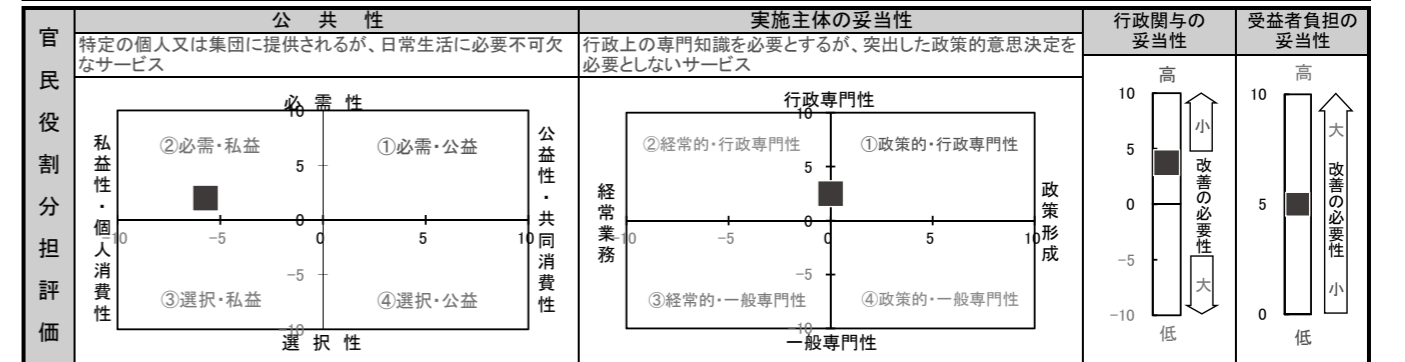 官民役割分担評価
公　共　性
特定の個人又は集団に提供されるが、日常生活に必要不可欠
なサービス
必　需　性
10
②必需・私益
①必需・公益
5
0
-10
-5
0
5
10
-5
③選択・私益
④選択・公益
-10
選　択　性
私益性・個人消費性
公益性・共同消費性
実施主体の妥当性
行政上の専門知識を必要とするが、突出した政策的意思決定を
必要としないサービス
行政専門性
10
②経常的・行政専門性
①政策的・行政専門性
5
0
-10
-5
0
5
10
-5
③経常的・一般専門性
④政策的・一般専門性
-10
一般専門性
経常業務
政策形成
行政関与の
妥当性
高
10
5
0
-5
-10
低
小
改善の必要性
大
受益者負担の
妥当性
高
10
5
0
低
大
改善の必要性
小